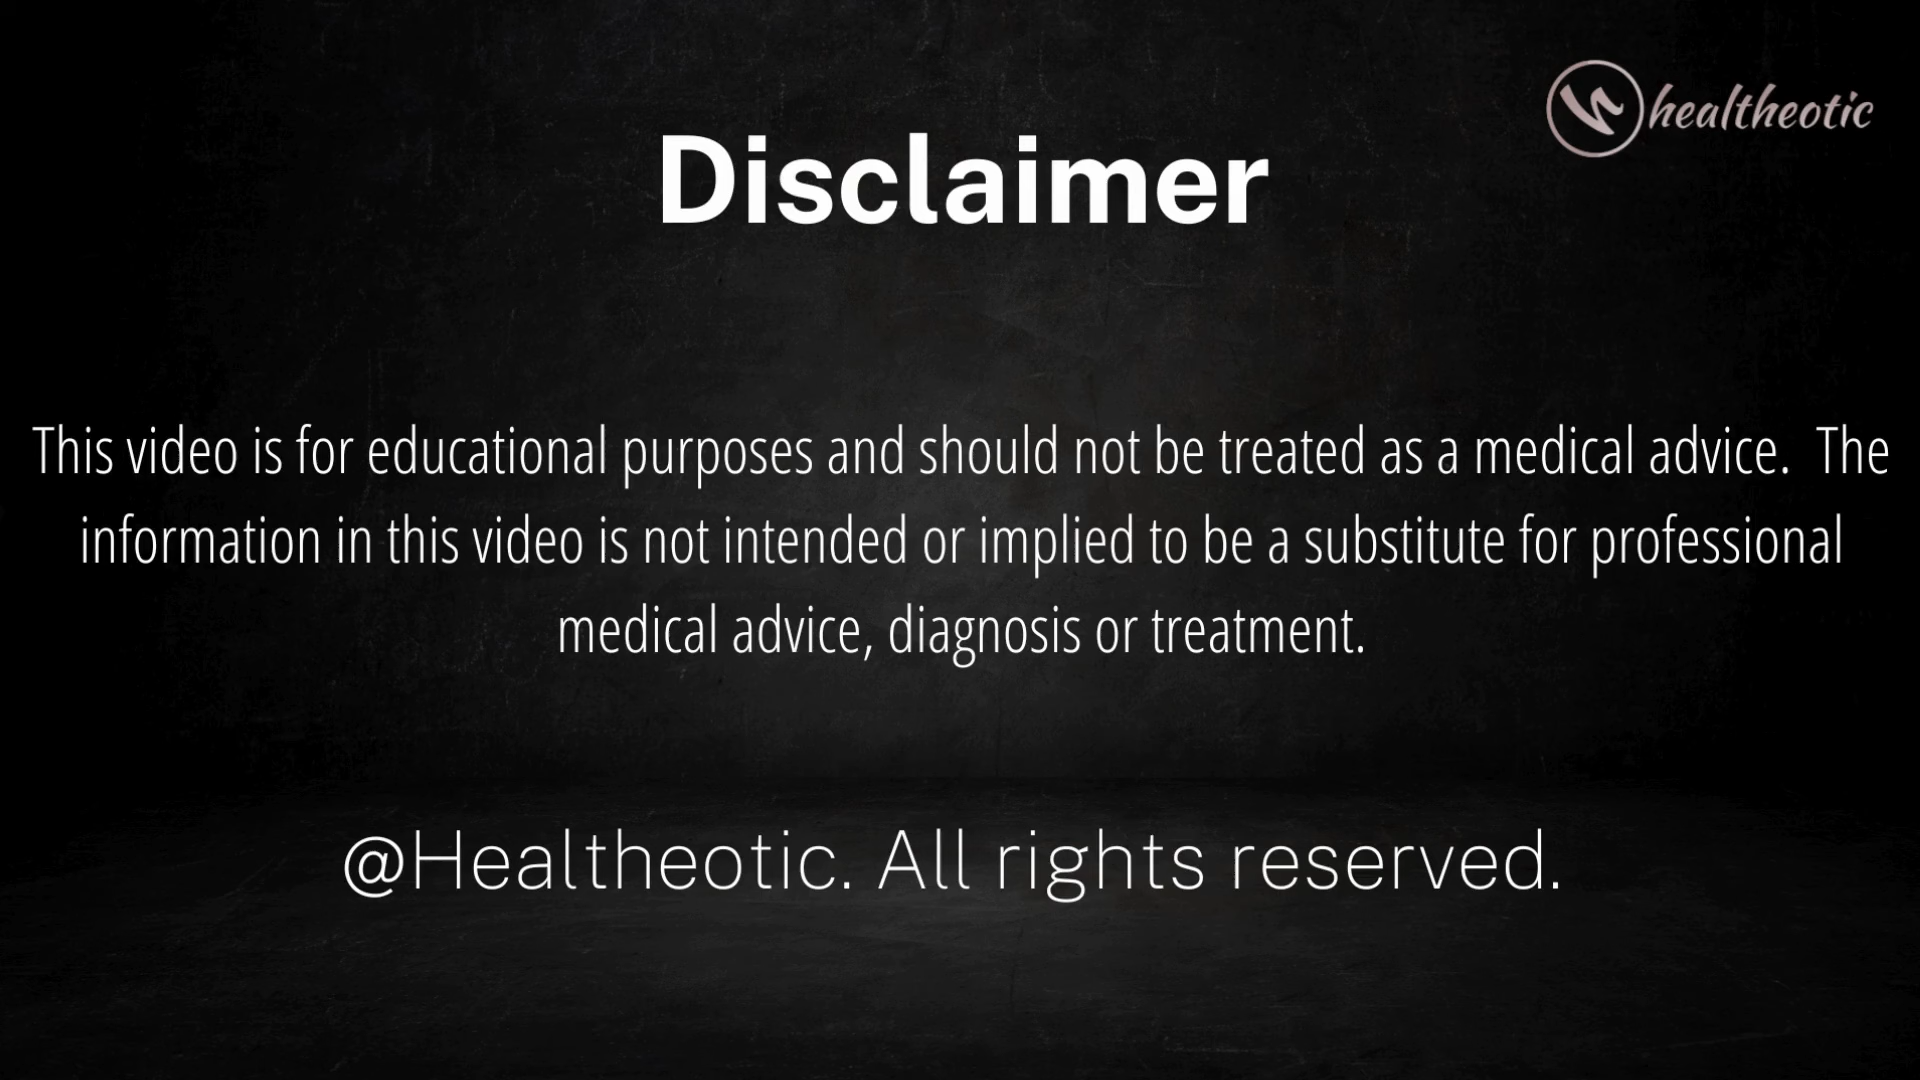 healtheotic
Disclaimer
This video is for educational purposes and should not be treated as a medical advice.  The
information in this video is not intended or implied to be a substitute for professional
medical advice, diagnosis or treatment.
@Healtheotic. All rights reserved.